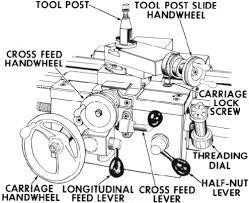 TOOL POST
TOOL POST SLIDE
HANDWHEEL
CROSS FEED
HANDWHEEL
CARRIAGE
LOCK
SCREW
THREADING
DIAL
CARRIAGE
HANDWHEEL
LONGITUDINAL
FEED LEVER
CROSS FEED
LEVER
HALF-NUT
LEVER